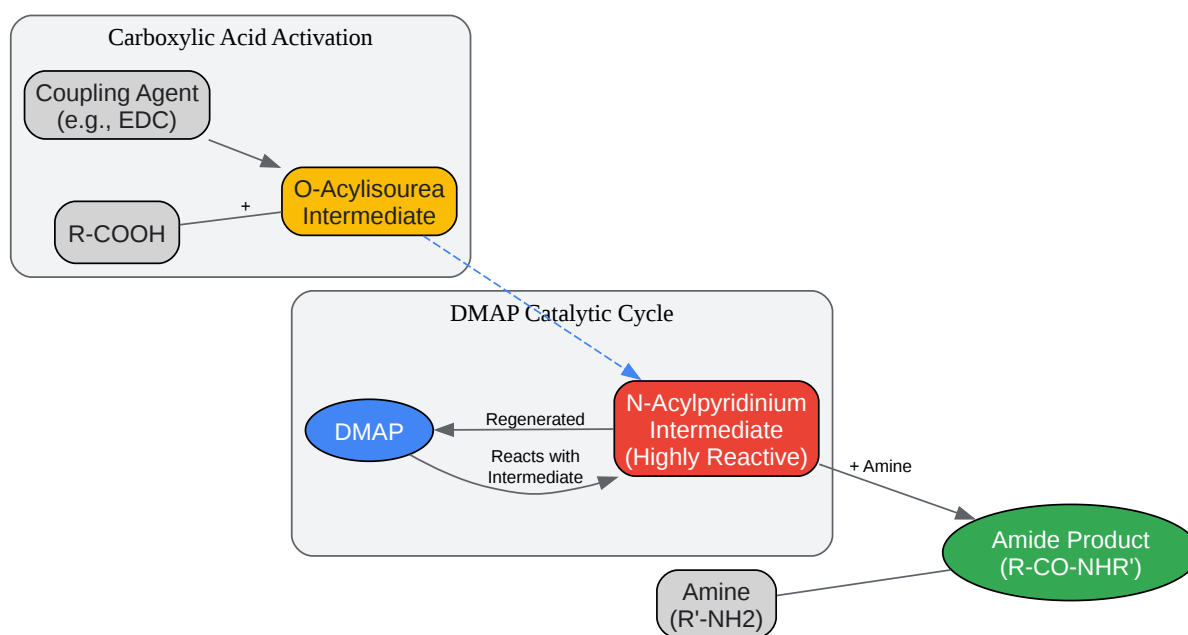 Carboxylic Acid Activation
Coupling Agent
(e.g., EDC)
O-Acylisourea
Intermediate
+
R-COOH
DMAP Catalytic Cycle
N-Acylpyridinium
Intermediate
(Highly Reactive)
Regenerated
DMAP
Reacts with
Intermediate
+ Amine
Amide Product
(R-CO-NHR')
Amine
(R'-NH2)